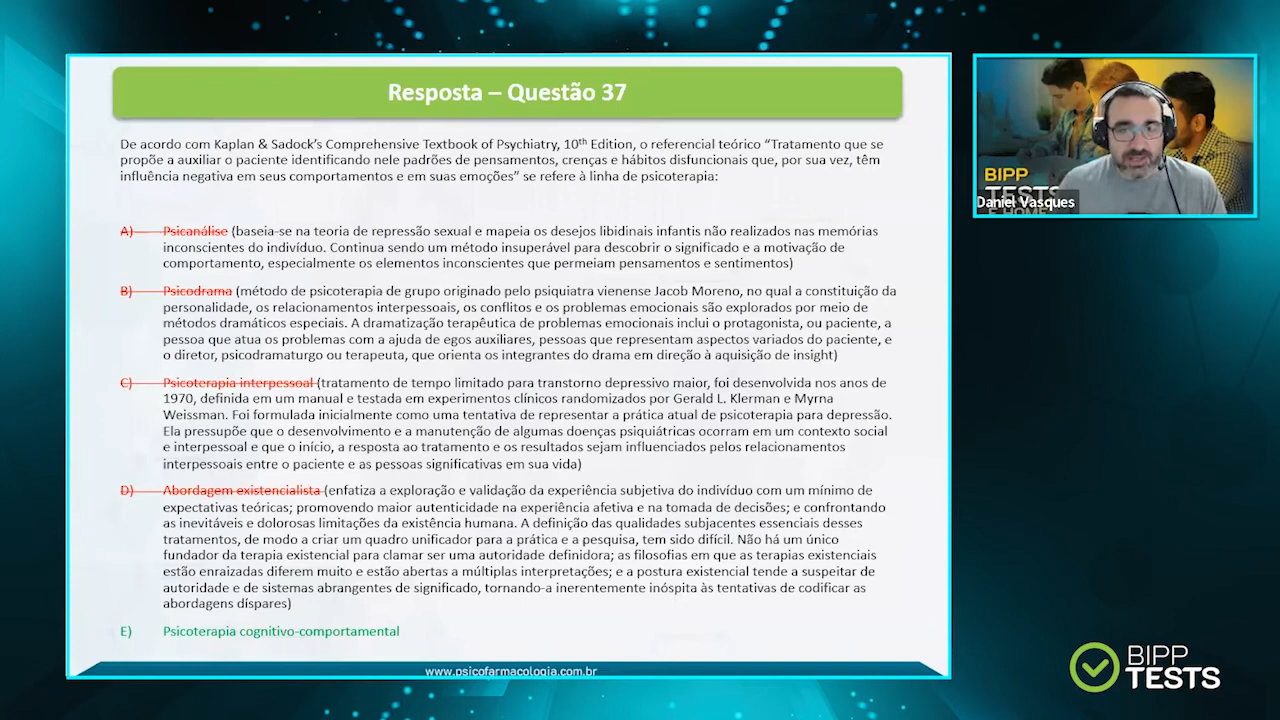 Resposta – Questão 37
De acordo com Kaplan & Sadock's Comprehensive Textbook of Psychiatry, 10th Edition, o referencial teórico "Tratamento que se
propõe a auxiliar o paciente identificando nele padrões de pensamentos, crenças e hábitos disfuncionais que, por sua vez, têm
influência negativa em seus comportamentos e em suas emoções" se refere à linha de psicoterapia:
A) Psicanálise (baseia-se na teoria de repressão sexual e mapeia os desejos libidinais infantis não realizados nas memórias
inconscientes do indivíduo. Continua sendo um método insuperável para descobrir o significado e a motivação de
comportamento, especialmente os elementos inconscientes que permeiam pensamentos e sentimentos)
B) Psicodrama (método de psicoterapia de grupo originado pelo psiquiatra vienense Jacob Moreno, no qual a constituição da
personalidade, os relacionamentos interpessoais, os conflitos e os problemas emocionais são explorados por meio de
métodos dramáticos especiais. A dramatização terapêutica de problemas emocionais inclui o protagonista, ou paciente, a
pessoa que atua os problemas com a ajuda de egos auxiliares, pessoas que representam aspectos variados do paciente, e
o diretor, psicodramaturgo ou terapeuta, que orienta os integrantes do drama em direção à aquisição de insight)
C) Psicoterapia interpessoal (tratamento de tempo limitado para transtorno depressivo maior, foi desenvolvida nos anos de
1970, definida em um manual e testada em experimentos clínicos randomizados por Gerald L. Klerman e Myrna
Weissman. Foi formulada inicialmente como uma tentativa de representar a prática atual de psicoterapia para depressão.
Ela pressupõe que o desenvolvimento e a manutenção de algumas doenças psiquiátricas ocorram em um contexto social
e interpessoal e que o início, a resposta ao tratamento e os resultados sejam influenciados pelos relacionamentos
interpessoais entre o paciente e as pessoas significativas em sua vida)
D) Abordagem existencialista (enfatiza a exploração e validação da experiência subjetiva do indivíduo com um mínimo de
expectativas teóricas; promovendo maior autenticidade na experiência afetiva e na tomada de decisões; e confrontando
as inevitáveis e dolorosas limitações da existência humana. A definição das qualidades subjacentes essenciais desses
tratamentos, de modo a criar um quadro unificador para a prática e a pesquisa, tem sido difícil. Não há um único
fundador da terapia existencial para clamar ser uma autoridade definidora; as filosofias em que as terapias existenciais
estão enraizadas diferem muito e estão abertas a múltiplas interpretações; e a postura existencial tende a suspeitar de
autoridade e de sistemas abrangentes de significado, tornando-a inerentemente inóspita às tentativas de codificar as
abordagens díspares)
E) Psicoterapia cognitivo-comportamental
www.psicofarmacologia.com.br
BIPP
TESTS
Daniel Vasques
BIPP
TESTS